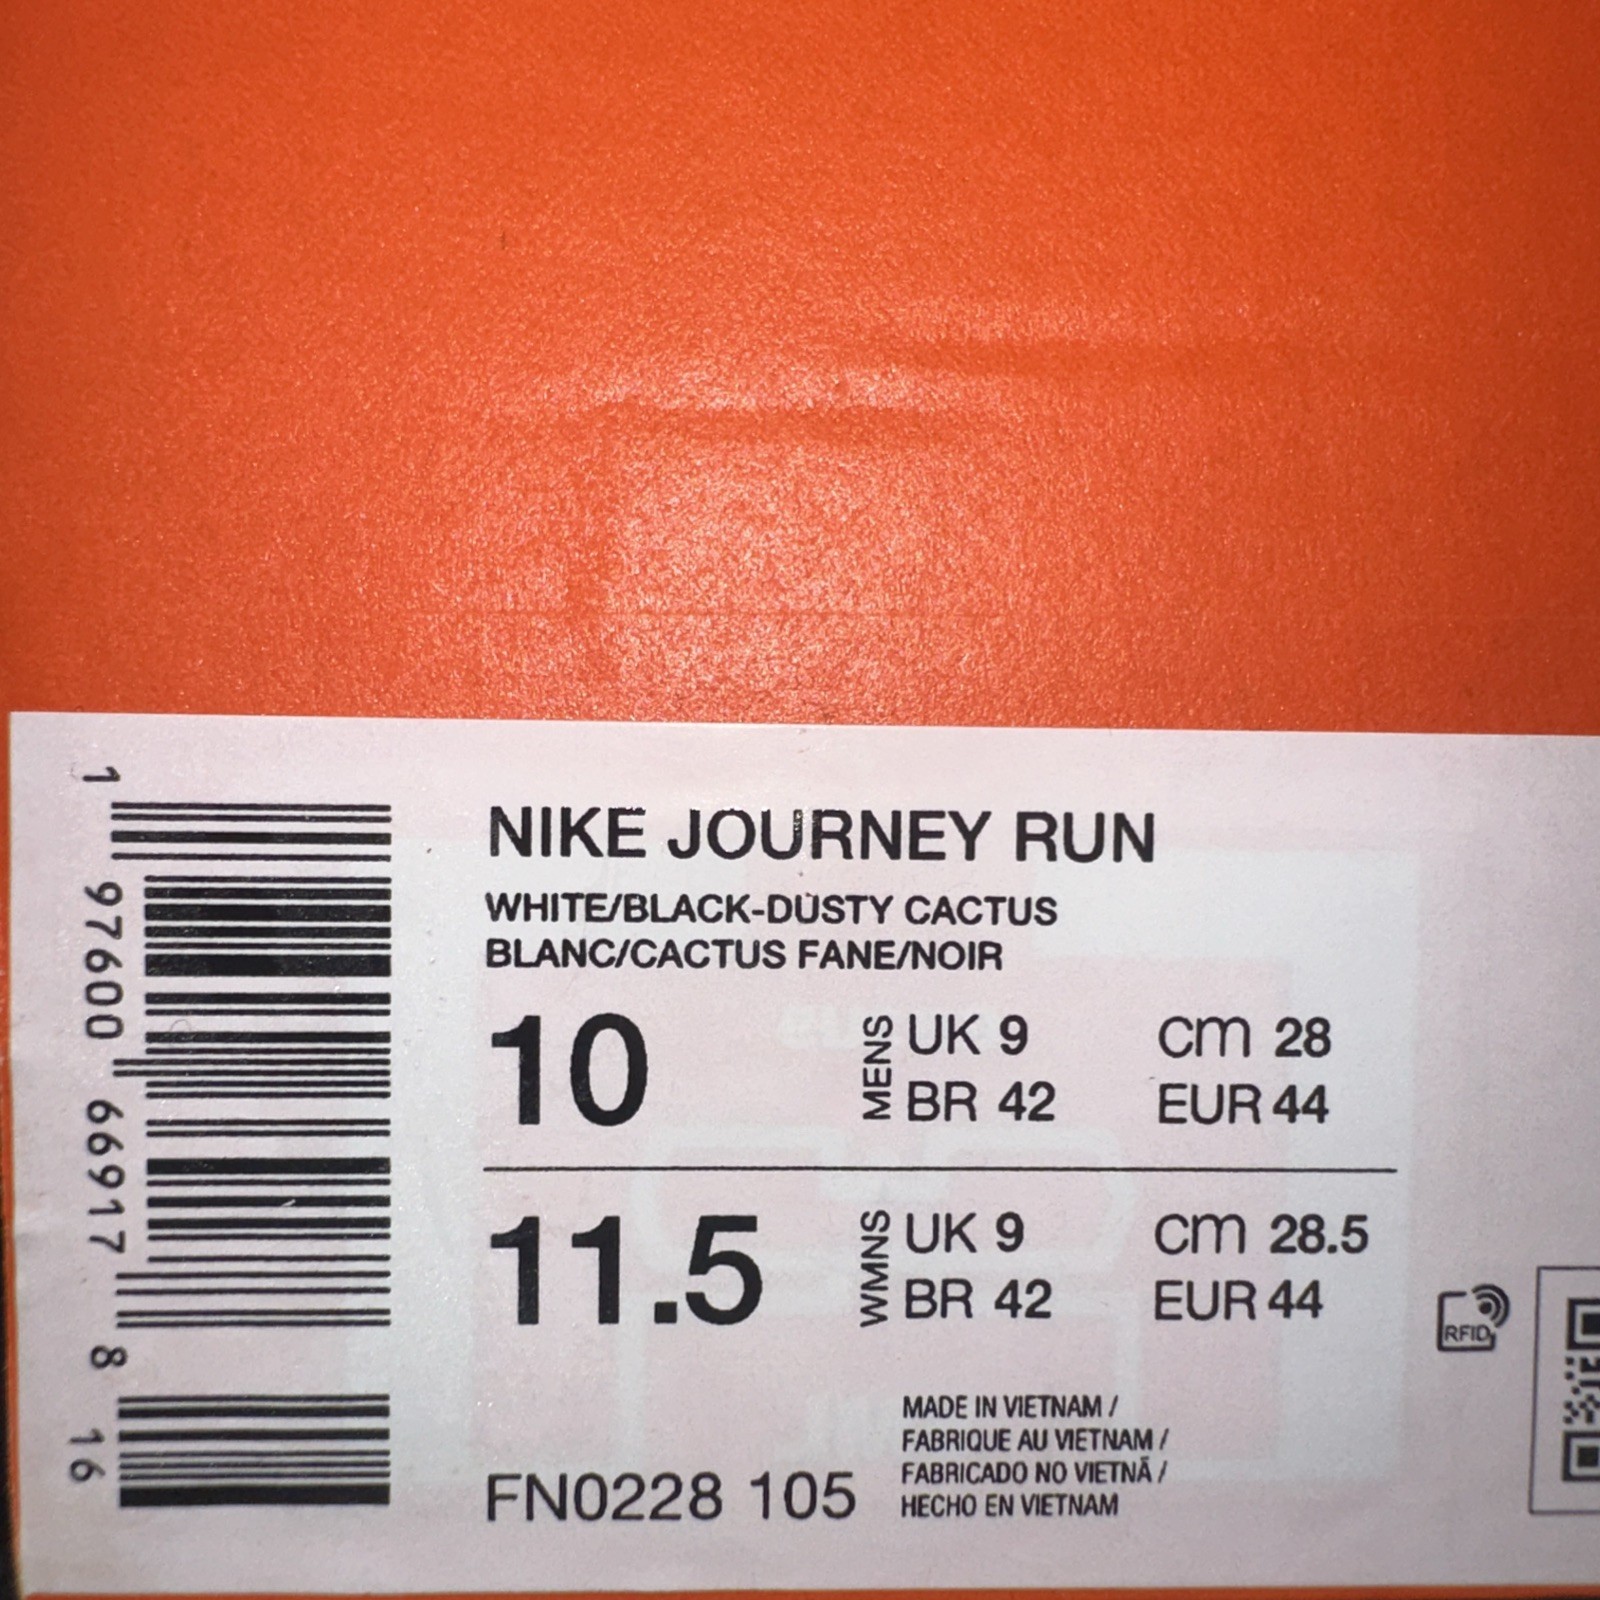 1 97600 66917 8 16
NIKE JOURNEY RUN
WHITE/BLACK-DUSTY CACTUS
BLANC/CACTUS FANE/NOIR
10 MENS UK 9 CM 28
BR 42 EUR 44
11.5 WMNS UK 9 CM 28.5
BR 42 EUR 44
RFID
MADE IN VIETNAM /
FABRIQUE AU VIETNAM /
FABRICADO NO VIETNÃ /
HECHO EN VIETNAM
FN0228 105